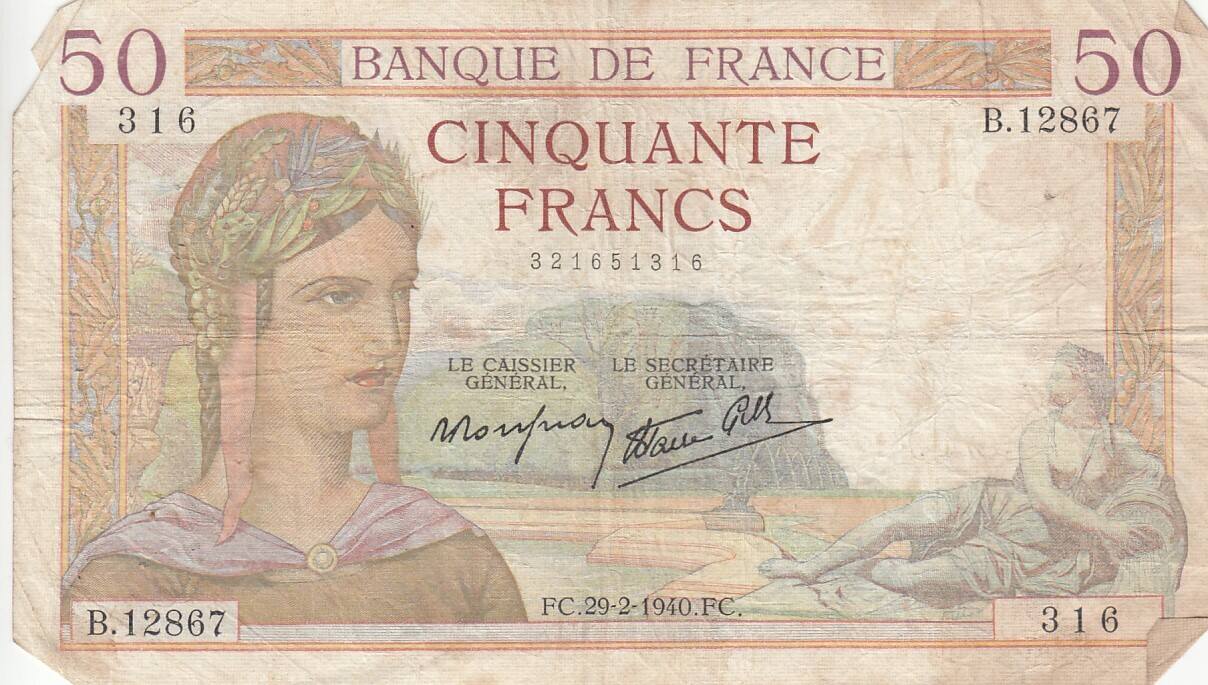 50 BANQUE DE FRANCE 50
316 B.12867
CINQUANTE
FRANCS
321651316
LE CAISSIER GÉNÉRAL,
LE SECRÉTAIRE GÉNÉRAL,
FC.29-2-1940.FC.
B.12867 316